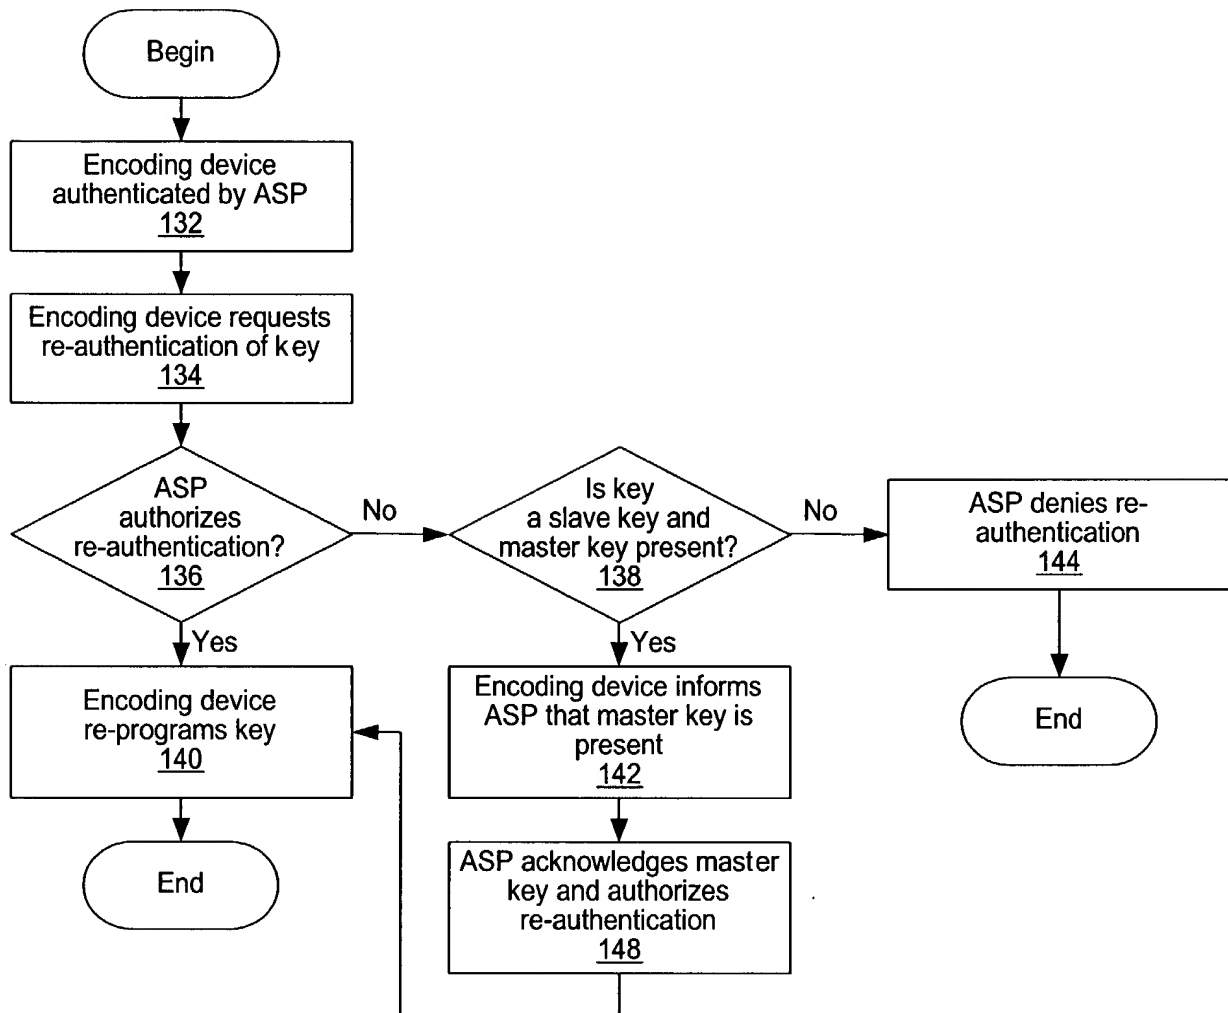 Begin
Encoding device
authenticated by ASP
132
Encoding device requests
re-authentication of key
134
ASP
authorizes
re-authentication?
136
No
Is key
a slave key and
master key present?
138
No
ASP denies re-
authentication
144
Yes
Yes
Encoding device
re-programs key
140
Encoding device informs
ASP that master key is
present
142
End
End
ASP acknowledges master
key and authorizes
re-authentication
148